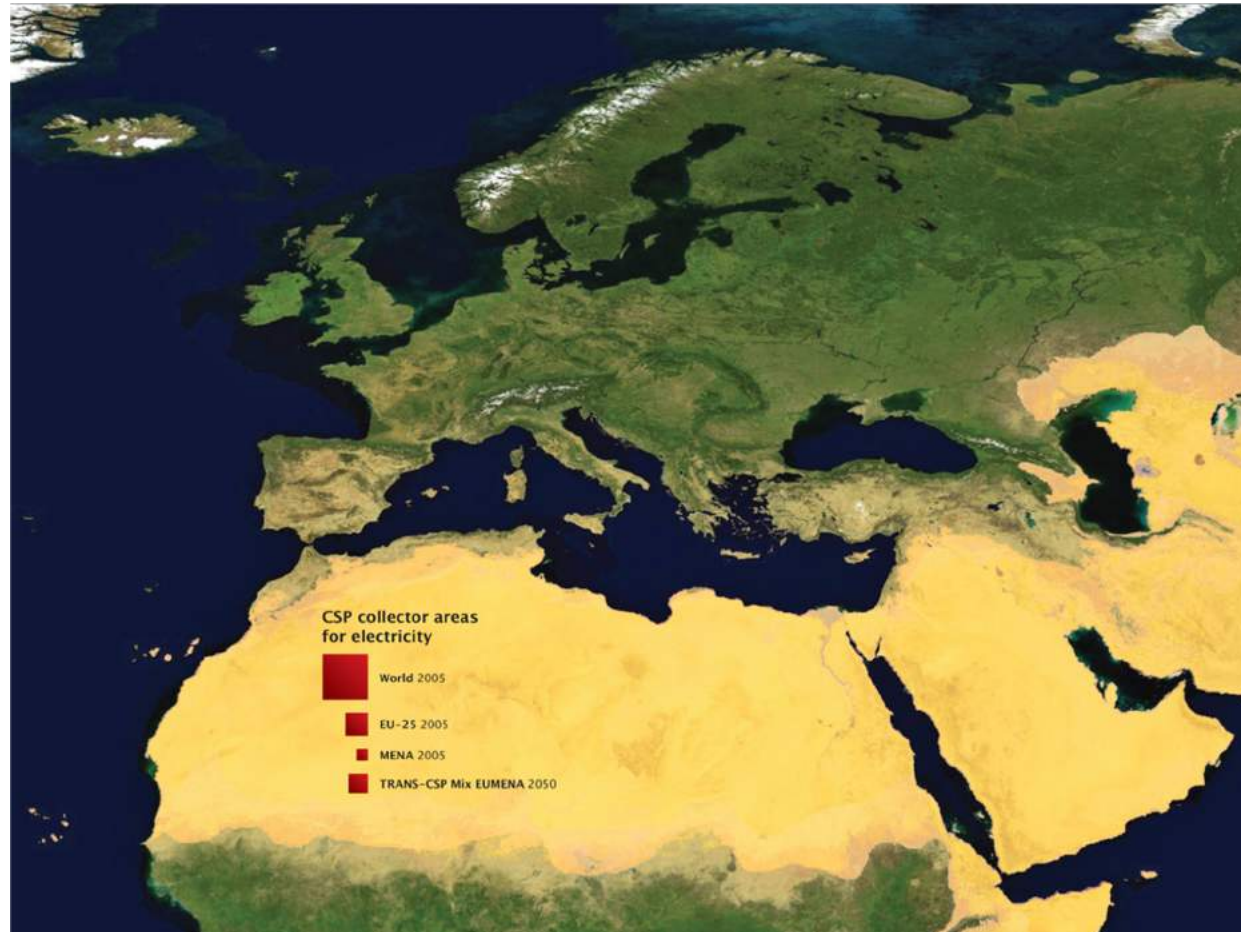 CSP collector areas
for electricity
World 2005
EU-25 2005
MENA 2005
TRANS-CSP Mix EUMENA 2050